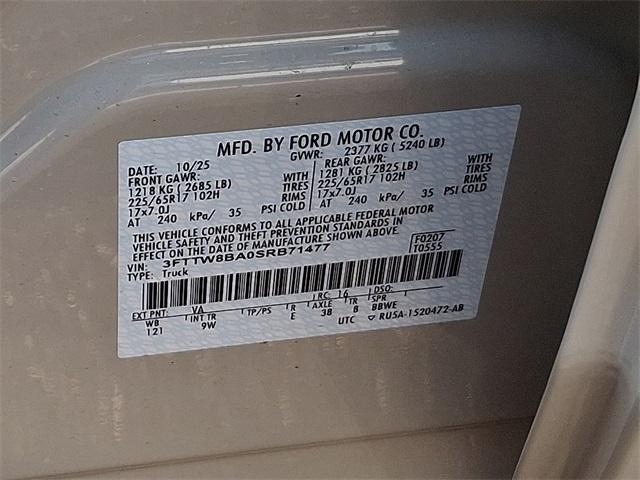 MFD. BY FORD MOTOR CO.
DATE: 10/25 GVWR: 2377 KG ( 5240 LB)
FRONT GAWR: REAR GAWR:
1218 KG ( 2685 LB) WITH 1281 KG ( 2825 LB) WITH
225/65R17 102H TIRES 225/65R17 102H TIRES
17x7.0J RIMS 17x7.0J RIMS
AT 240 kPa/ 35 PSI COLD AT 240 kPa/ 35 PSI COLD
THIS VEHICLE CONFORMS TO ALL APPLICABLE FEDERAL MOTOR
VEHICLE SAFETY AND THEFT PREVENTION STANDARDS IN
EFFECT ON THE DATE OF MANUFACTURE SHOWN ABOVE.
VIN: 3FTTW8BA0SRB71477 F0207
TYPE: Truck T0555
EXT PNT: VA RC: 16 DSO:
WB INT TR TP/PS R AXLE TR SPR
121 9W E 38 B BBWE
UTC ▽ RU5A-1520472-AB